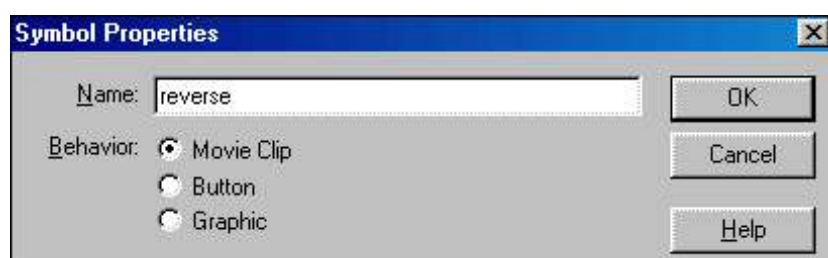 Symbol Properties
Name: reverse
OK
Behavior: Movie Clip
Cancel
Button
Graphic
Help